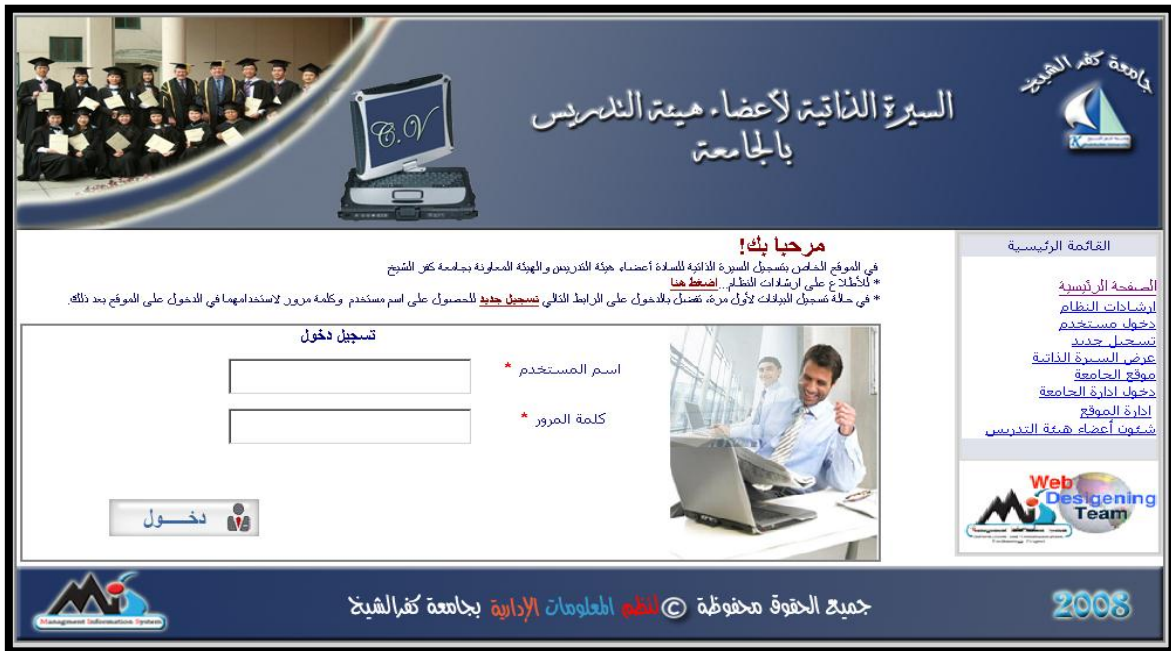 جامعة كفر الشيخ
السيرة الذاتية لأعضاء هيئة التدريس
بالجامعة
C.V
القائمة الرئيسية
الصفحة الرئيسية
ارشادات النظام
دخول مستخدم
تسجيل جديد
عرض السيرة الذاتية
موقع الجامعة
دخول ادارة الجامعة
ادارة الموقع
شئون أعضاء هيئة التدريس
Web
Desigening
Team
مرحبا بك!
في الموقع الخاص بتسجيل السيرة الذاتية للسادة أعضاء هيئة التدريس والهيئة المعاونة بجامعة كفر الشيخ
* للأطلاع على ارشادات النظام...اضغط هنا
* في حالة تسجيل البيانات لأول مرة، تفضل بالدخول على الرابط التالي تسجيل جديد للحصول على اسم مستخدم وكلمة مرور لاستخدامهما في الدخول على الموقع بعد ذلك.
تسجيل دخول
اسم المستخدم *
كلمة المرور *
دخــول
2008
جميع الحقوق محفوظة © لنظم المعلومات الإدارية بجامعة كفرالشيخ
MiS
Managment Information System